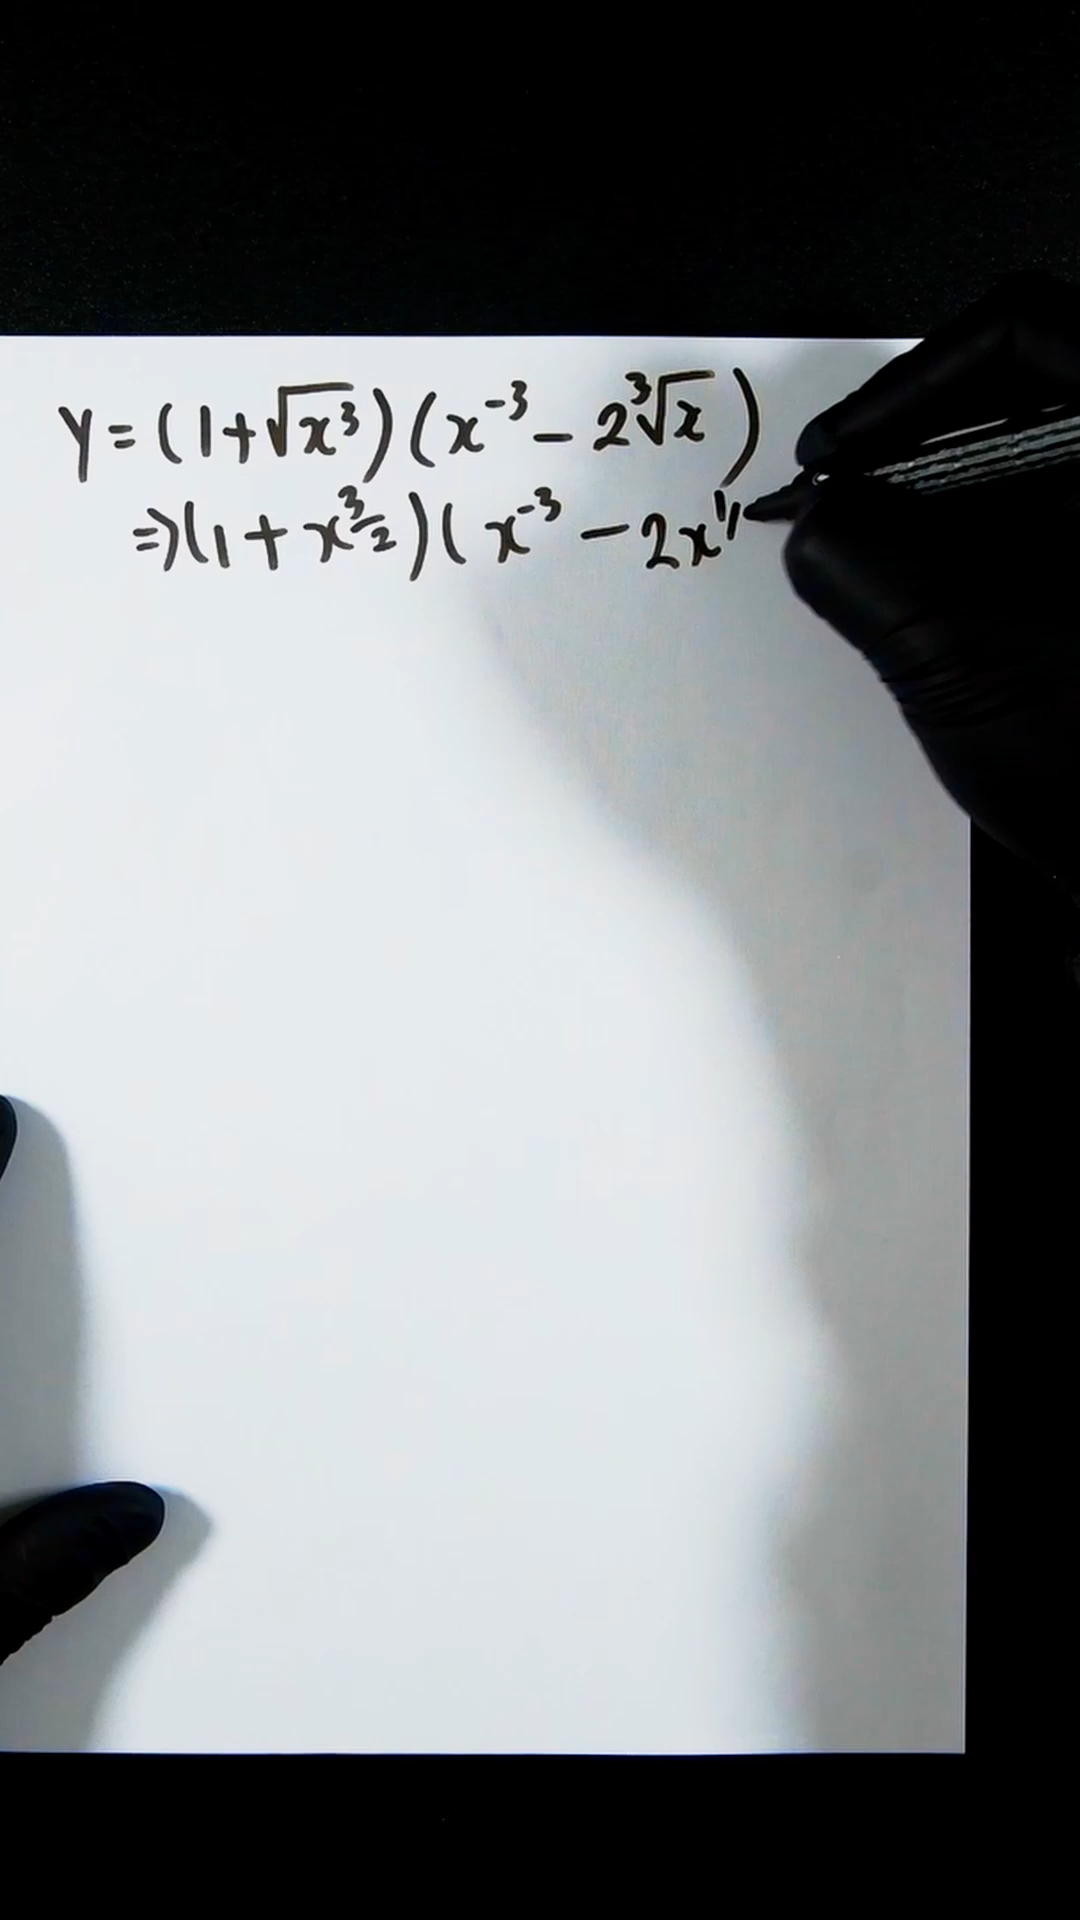 y = (1+√x³)(x⁻³ - 2∛x)
⇒(1 + x^(3/2))(x⁻³ - 2x^1/